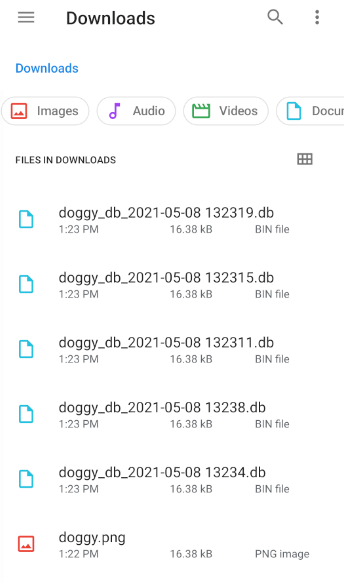 Downloads
Downloads
Images
Audio
Videos
Docur
FILES IN DOWNLOADS
doggy_db_2021-05-08 132319.db
1:23 PM 16.38 kB BIN file
doggy_db_2021-05-08 132315.db
1:23 PM 16.38 kB BIN file
doggy_db_2021-05-08 132311.db
1:23 PM 16.38 kB BIN file
doggy_db_2021-05-08 13238.db
1:23 PM 16.38 kB BIN file
doggy_db_2021-05-08 13234.db
1:23 PM 16.38 kB BIN file
doggy.png
1:22 PM 16.38 kB PNG image